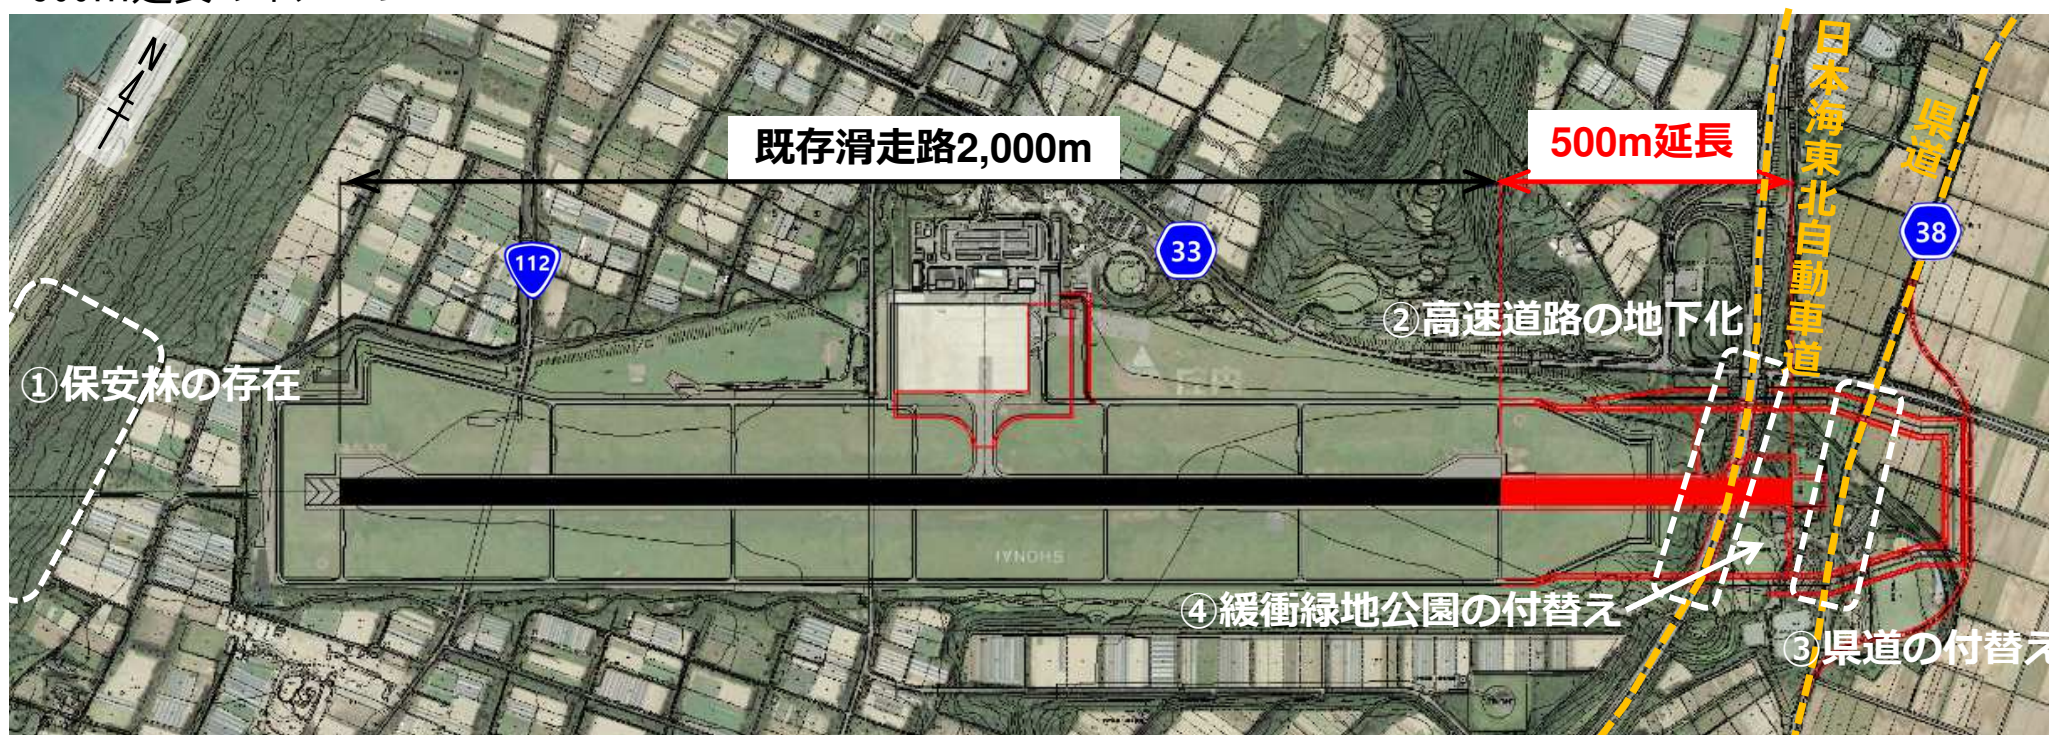 N
既存滑走路2,000m
500m延長
日本海東北自動車道
県道
112
33
38
②高速道路の地下化
①保安林の存在
庄内
SHONAI
④緩衝緑地公園の付替え
③県道の付替え